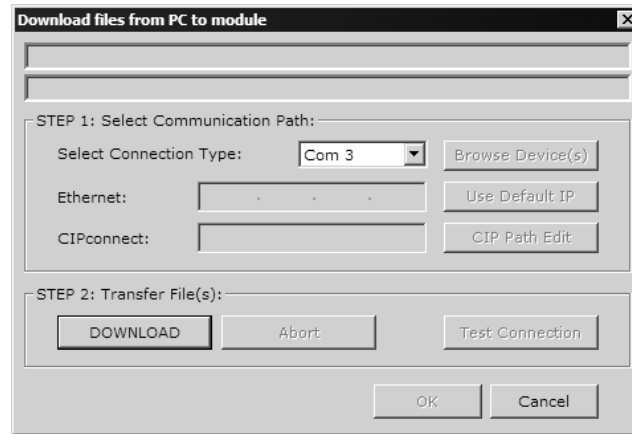 Download files from PC to module
STEP 1: Select Communication Path:
Select Connection Type: Com 3 Browse Device(s)
Ethernet: . . . Use Default IP
CIPconnect: CIP Path Edit
STEP 2: Transfer File(s):
DOWNLOAD Abort Test Connection
OK Cancel